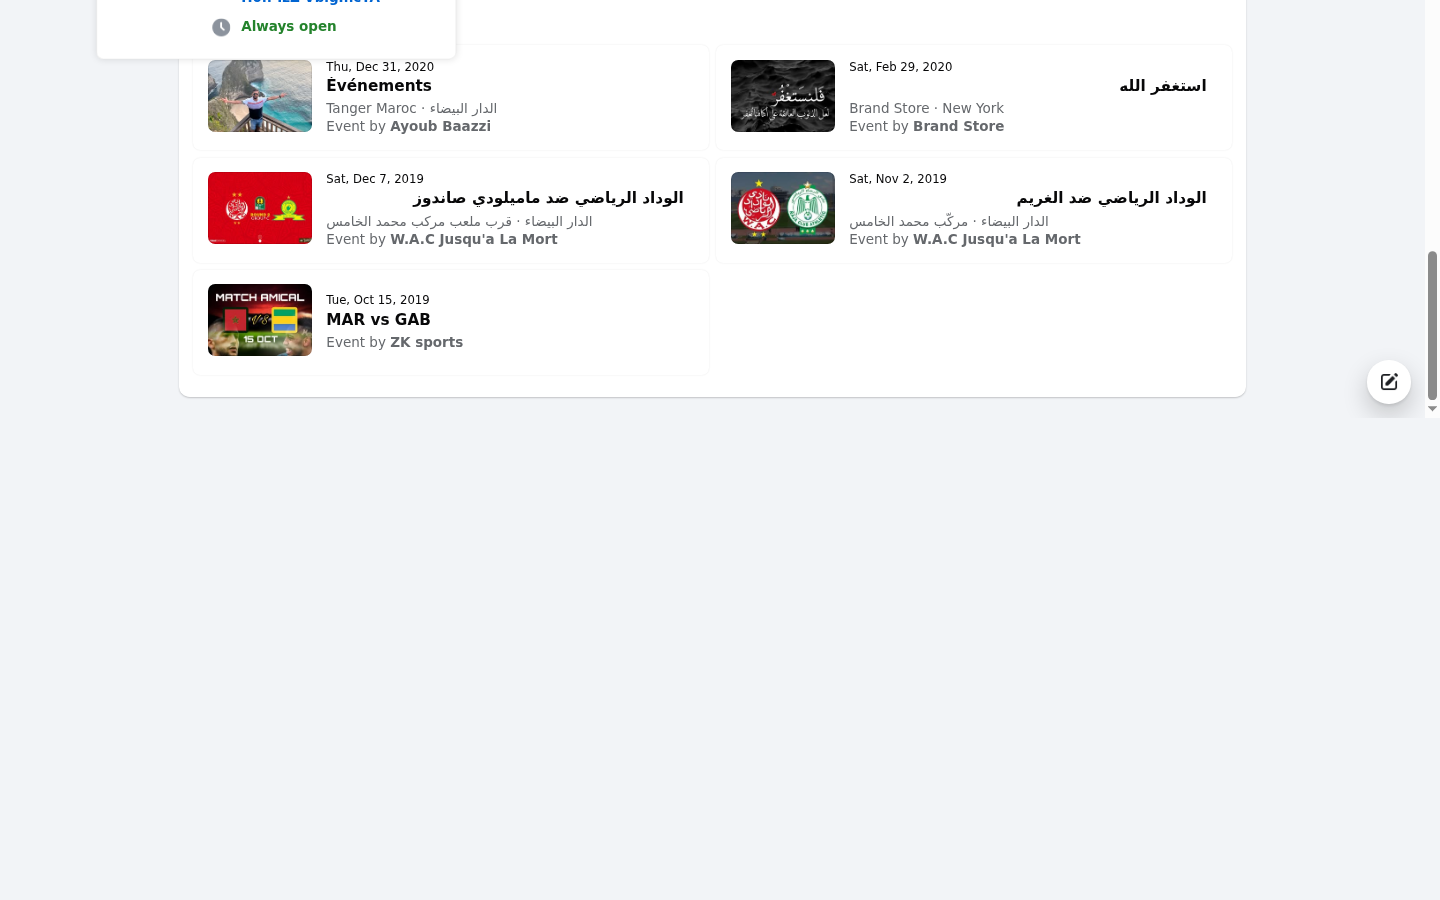 Always open
Thu, Dec 31, 2020
Événements
Tanger Maroc · الدار البيضاء
Event by Ayoub Baazzi
Sat, Feb 29, 2020
استغفر الله
Brand Store · New York
Event by Brand Store
فلنستغفر
Sat, Dec 7, 2019
الوداد الرياضي ضد ماميلودي صاندوز
الدار البيضاء · قرب ملعب مركب محمد الخامس
Event by W.A.C Jusqu'a La Mort
Sat, Nov 2, 2019
الوداد الرياضي ضد الغريم
الدار البيضاء · مركّب محمد الخامس
Event by W.A.C Jusqu'a La Mort
MATCH AMICAL
15 OCT
Tue, Oct 15, 2019
MAR vs GAB
Event by ZK sports